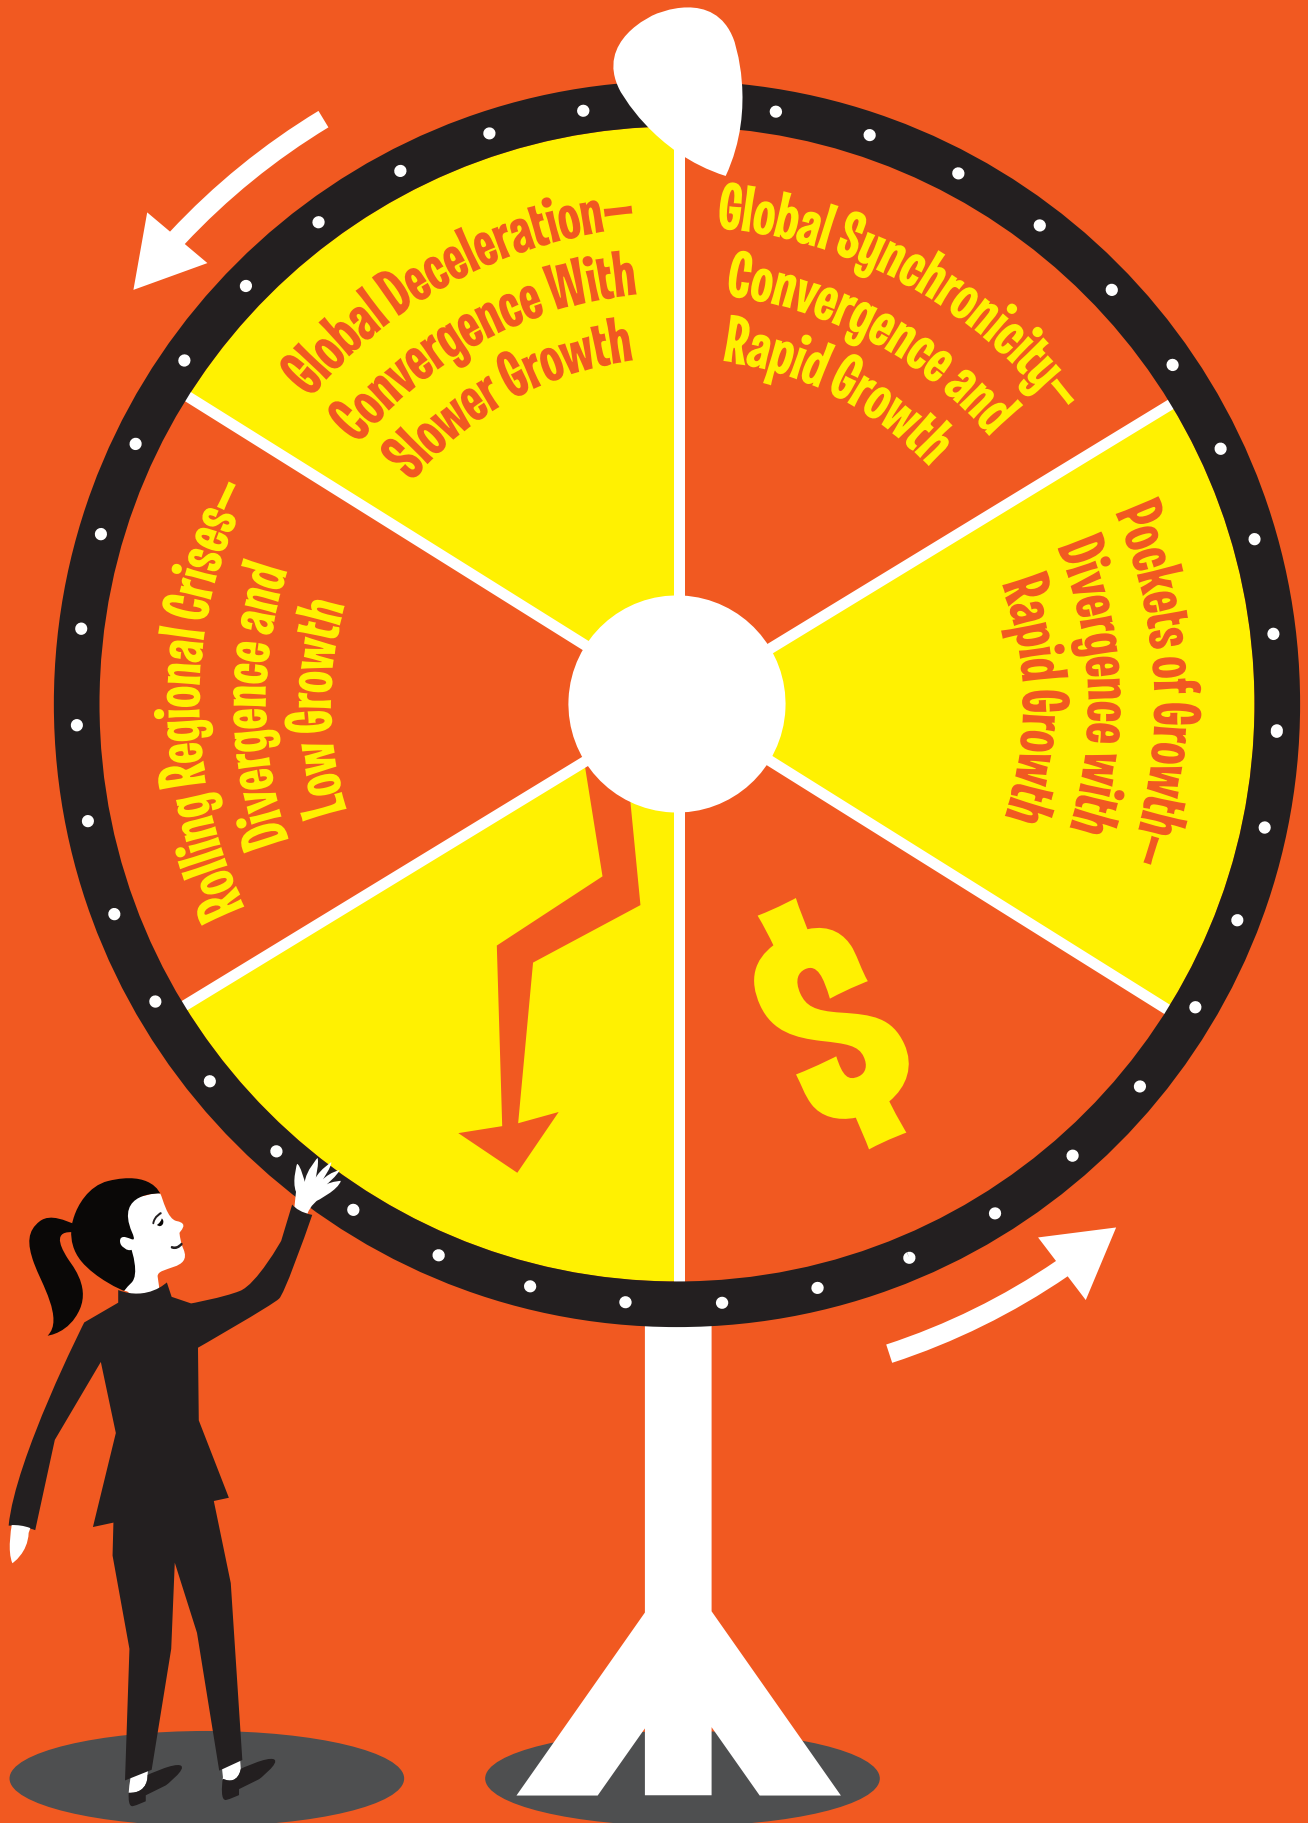 Global Deceleration—
Convergence With
Slower Growth
Global Synchronicity—
Convergence and
Rapid Growth
Rolling Regional Crises—
Divergence and
Low Growth
Pockets of Growth—
Divergence with
Rapid Growth
$